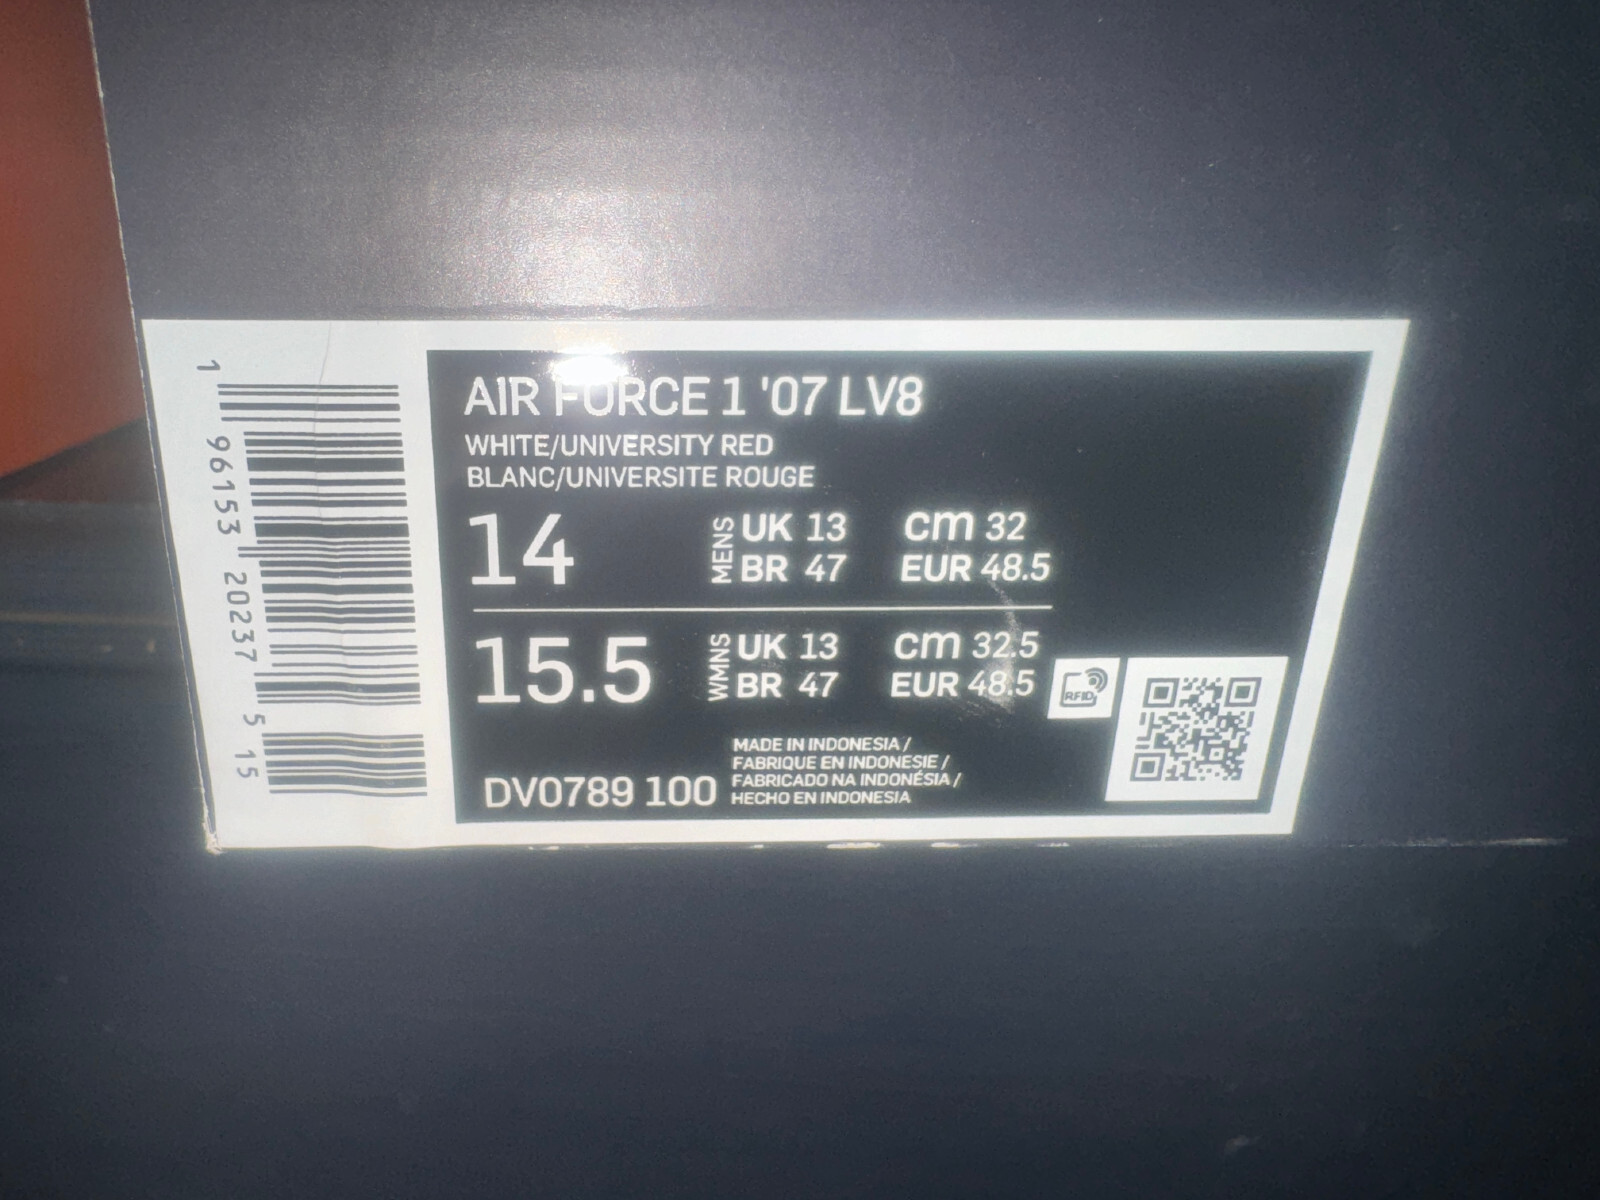 1 96153 20237 5 15
AIR FORCE 1 '07 LV8
WHITE/UNIVERSITY RED
BLANC/UNIVERSITE ROUGE
14 MENS UK 13 cm 32
BR 47 EUR 48.5
15.5 WMNS UK 13 cm 32.5
BR 47 EUR 48.5
RFID
DV0789 100
MADE IN INDONESIA /
FABRIQUE EN INDONESIE /
FABRICADO NA INDONÉSIA /
HECHO EN INDONESIA